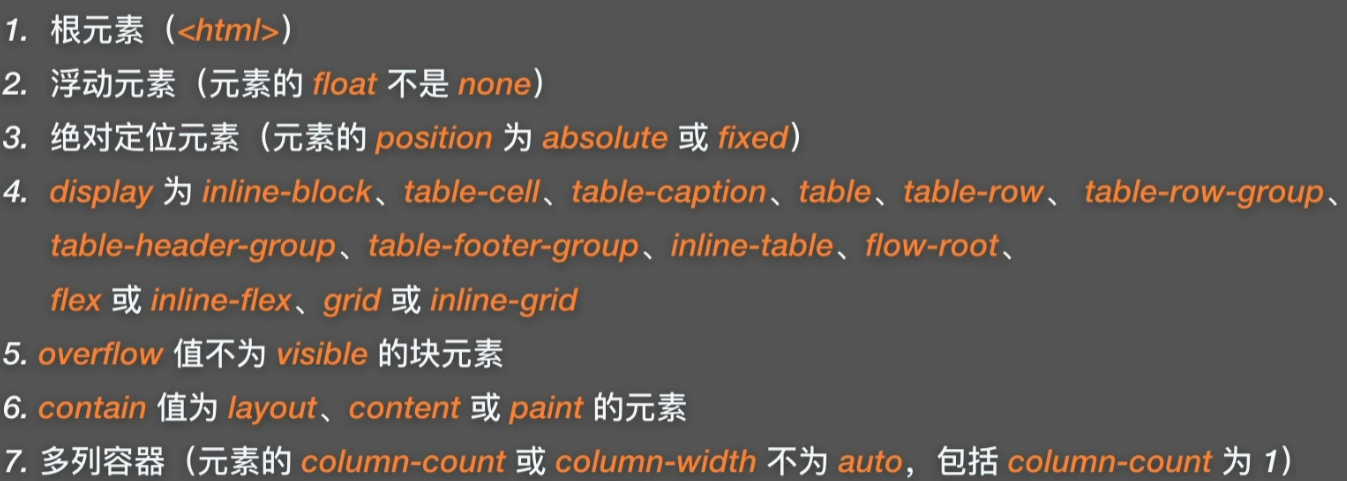 1. 根元素（<html>）
2. 浮动元素（元素的 float 不是 none）
3. 绝对定位元素（元素的 position 为 absolute 或 fixed）
4. display 为 inline-block、table-cell、table-caption、table、table-row、 table-row-group、
table-header-group、table-footer-group、inline-table、flow-root、
flex 或 inline-flex、grid 或 inline-grid
5. overflow 值不为 visible 的块元素
6. contain 值为 layout、content 或 paint 的元素
7. 多列容器（元素的 column-count 或 column-width 不为 auto，包括 column-count 为 1）